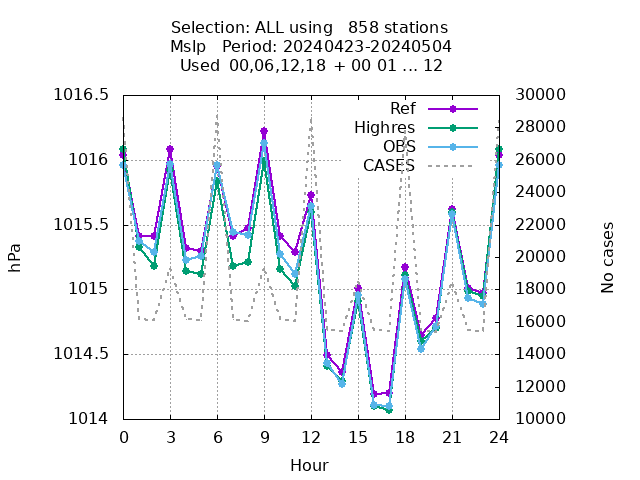 Selection: ALL using   858 stations
Mslp   Period: 20240423-20240504
Used  00,06,12,18 + 00 01 ... 12
1016.5
1016
1015.5
1015
1014.5
1014
30000
28000
26000
24000
22000
20000
18000
16000
14000
12000
10000
Ref
Highres
OBS
CASES
hPa
No cases
0 3 6 9 12 15 18 21 24
Hour